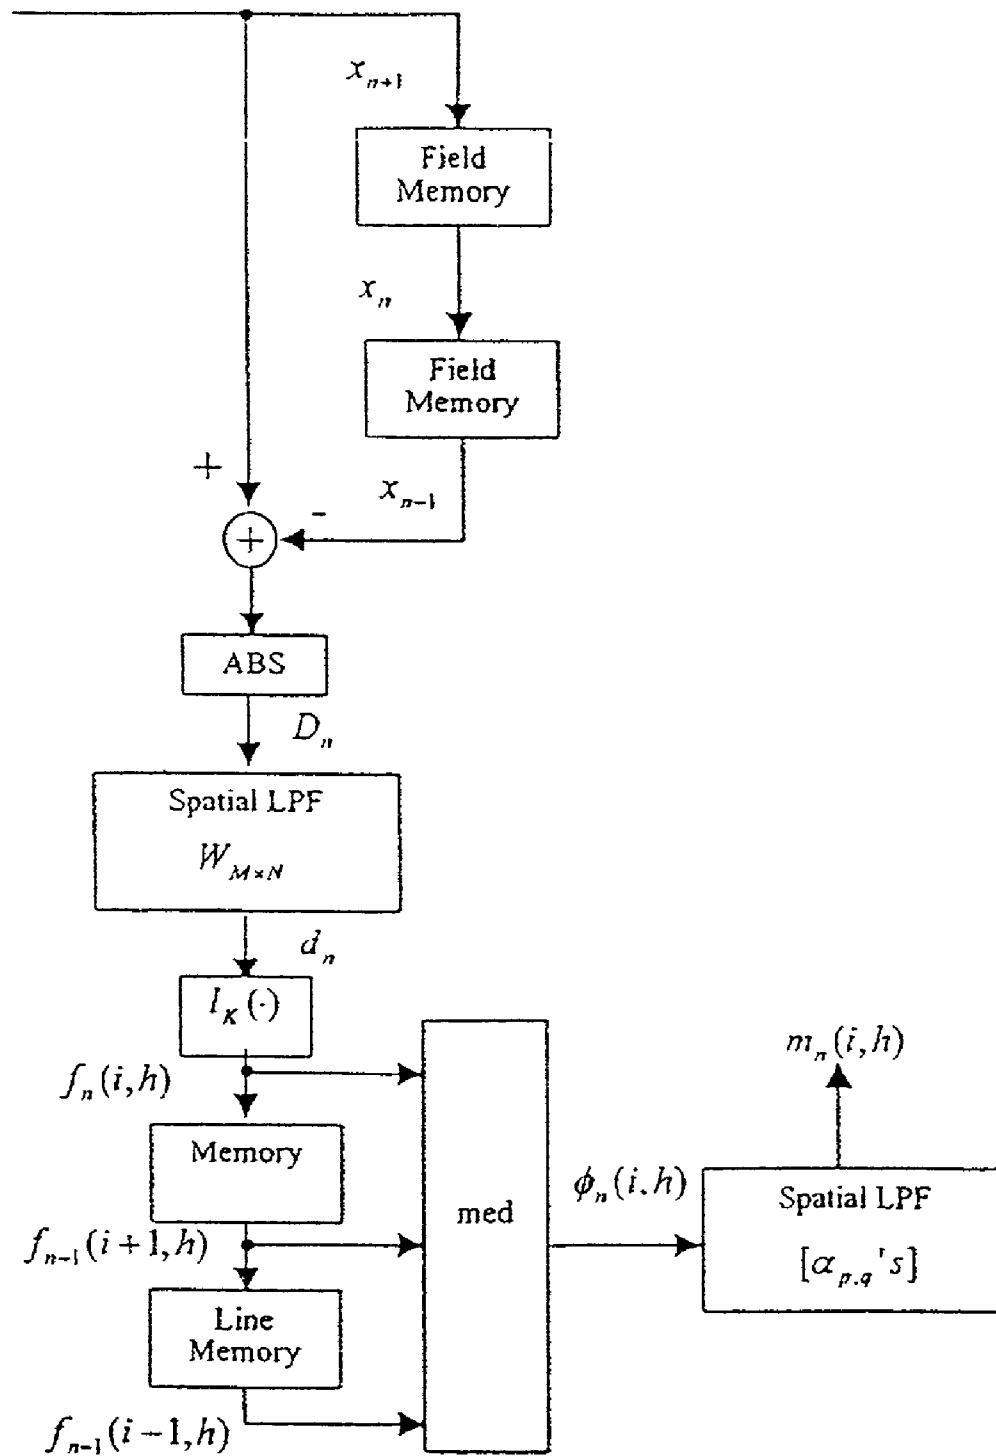 x_{n+1}
Field
Memory
x_n
Field
Memory
+
-
x_{n-1}
+
ABS
D_n
Spatial LPF
W_{M×N}
d_n
I_K(·)
f_n(i,h)
m_n(i,h)
Memory
med
ϕ_n(i,h)
Spatial LPF
[α_{p,q}'s]
f_{n-1}(i+1,h)
Line
Memory
f_{n-1}(i-1,h)